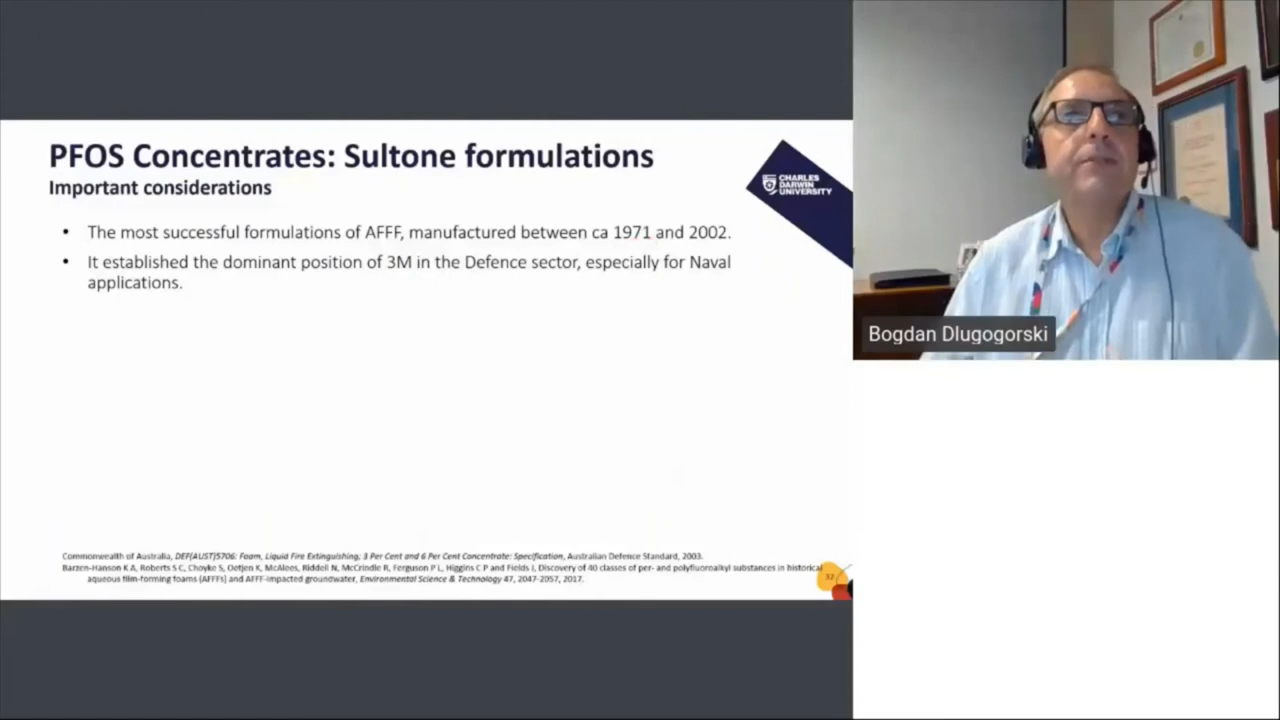 PFOS Concentrates: Sultone formulations
Important considerations
CHARLES
DARWIN
UNIVERSITY
• The most successful formulations of AFFF, manufactured between ca 1971 and 2002.
• It established the dominant position of 3M in the Defence sector, especially for Naval
applications.
Commonwealth of Australia, DEF(AUST)5706: Foam, Liquid Fire Extinguishing; 3 Per Cent and 6 Per Cent Concentrate: Specification, Australian Defence Standard, 2003.
Barzen-Hanson K A, Roberts S C, Choyke S, Oetjen K, McAlees, Riddell N, McCrindle R, Ferguson P L, Higgins C P and Fields J, Discovery of 40 classes of per- and polyfluoroalkyl substances in historical
aqueous film-forming foams (AFFFs) and AFFF-impacted groundwater, Environmental Science & Technology 47, 2047-2057, 2017.
32
Bogdan Dlugogorski